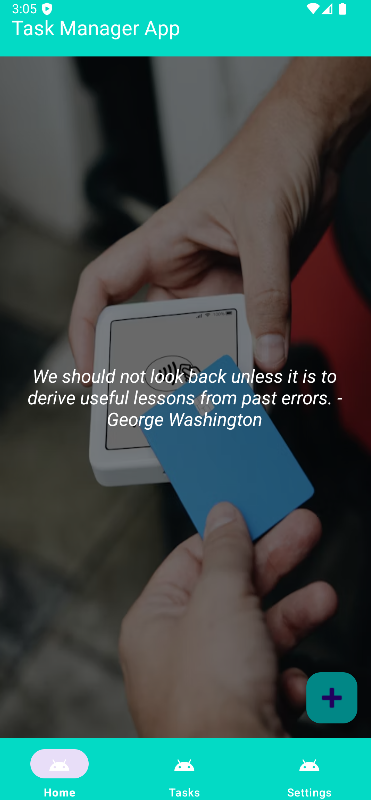 3:05
Task Manager App
We should not look back unless it is to
derive useful lessons from past errors. -
George Washington
Home
Tasks
Settings